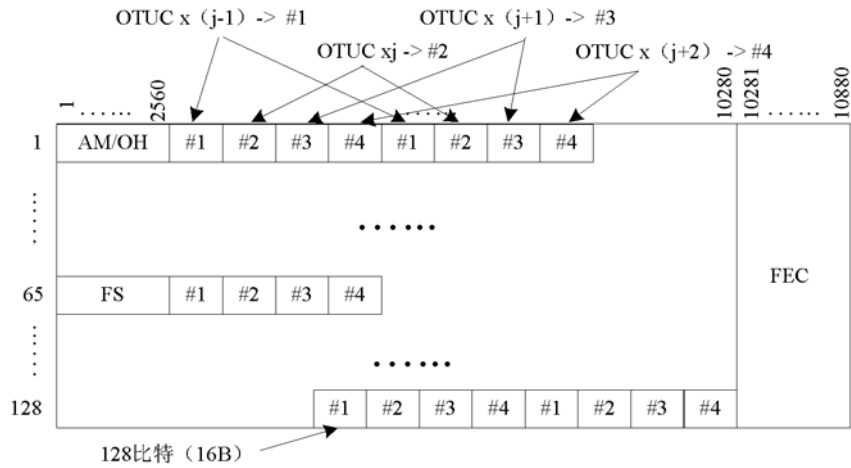 OTUC x（j-1）-> #1
OTUC x（j+1）-> #3
OTUC xj -> #2
OTUC x（j+2）-> #4
1 …… 2560
10280 10281 …… 10880
1 AM/OH #1 #2 #3 #4 #1 #2 #3 #4
……
……
65 FS #1 #2 #3 #4
FEC
……
……
128 #1 #2 #3 #4 #1 #2 #3 #4
128比特（16B）